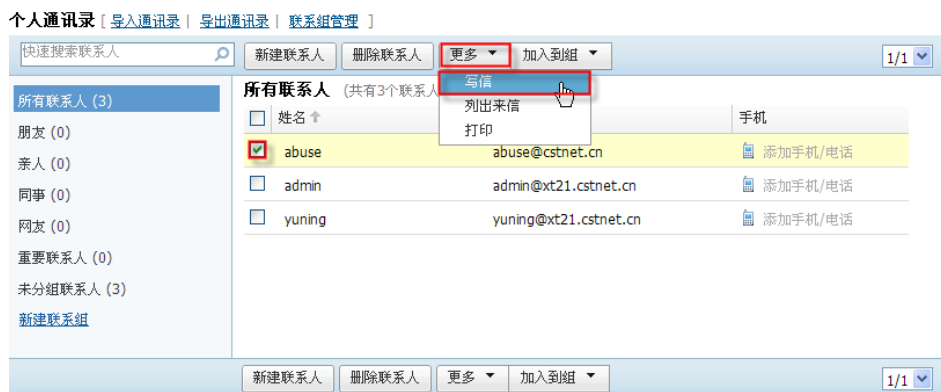 个人通讯录 [ 导入通讯录 | 导出通讯录 | 联系组管理 ]
快速搜索联系人 新建联系人 删除联系人 更多 加入到组 1/1
所有联系人 (3)
朋友 (0)
亲人 (0)
同事 (0)
网友 (0)
重要联系人 (0)
未分组联系人 (3)
新建联系组
所有联系人 (共有3个联系人
写信
列出来信
打印
姓名 手机
abuse abuse@cstnet.cn 添加手机/电话
admin admin@xt21.cstnet.cn 添加手机/电话
yuning yuning@xt21.cstnet.cn 添加手机/电话
新建联系人 删除联系人 更多 加入到组 1/1